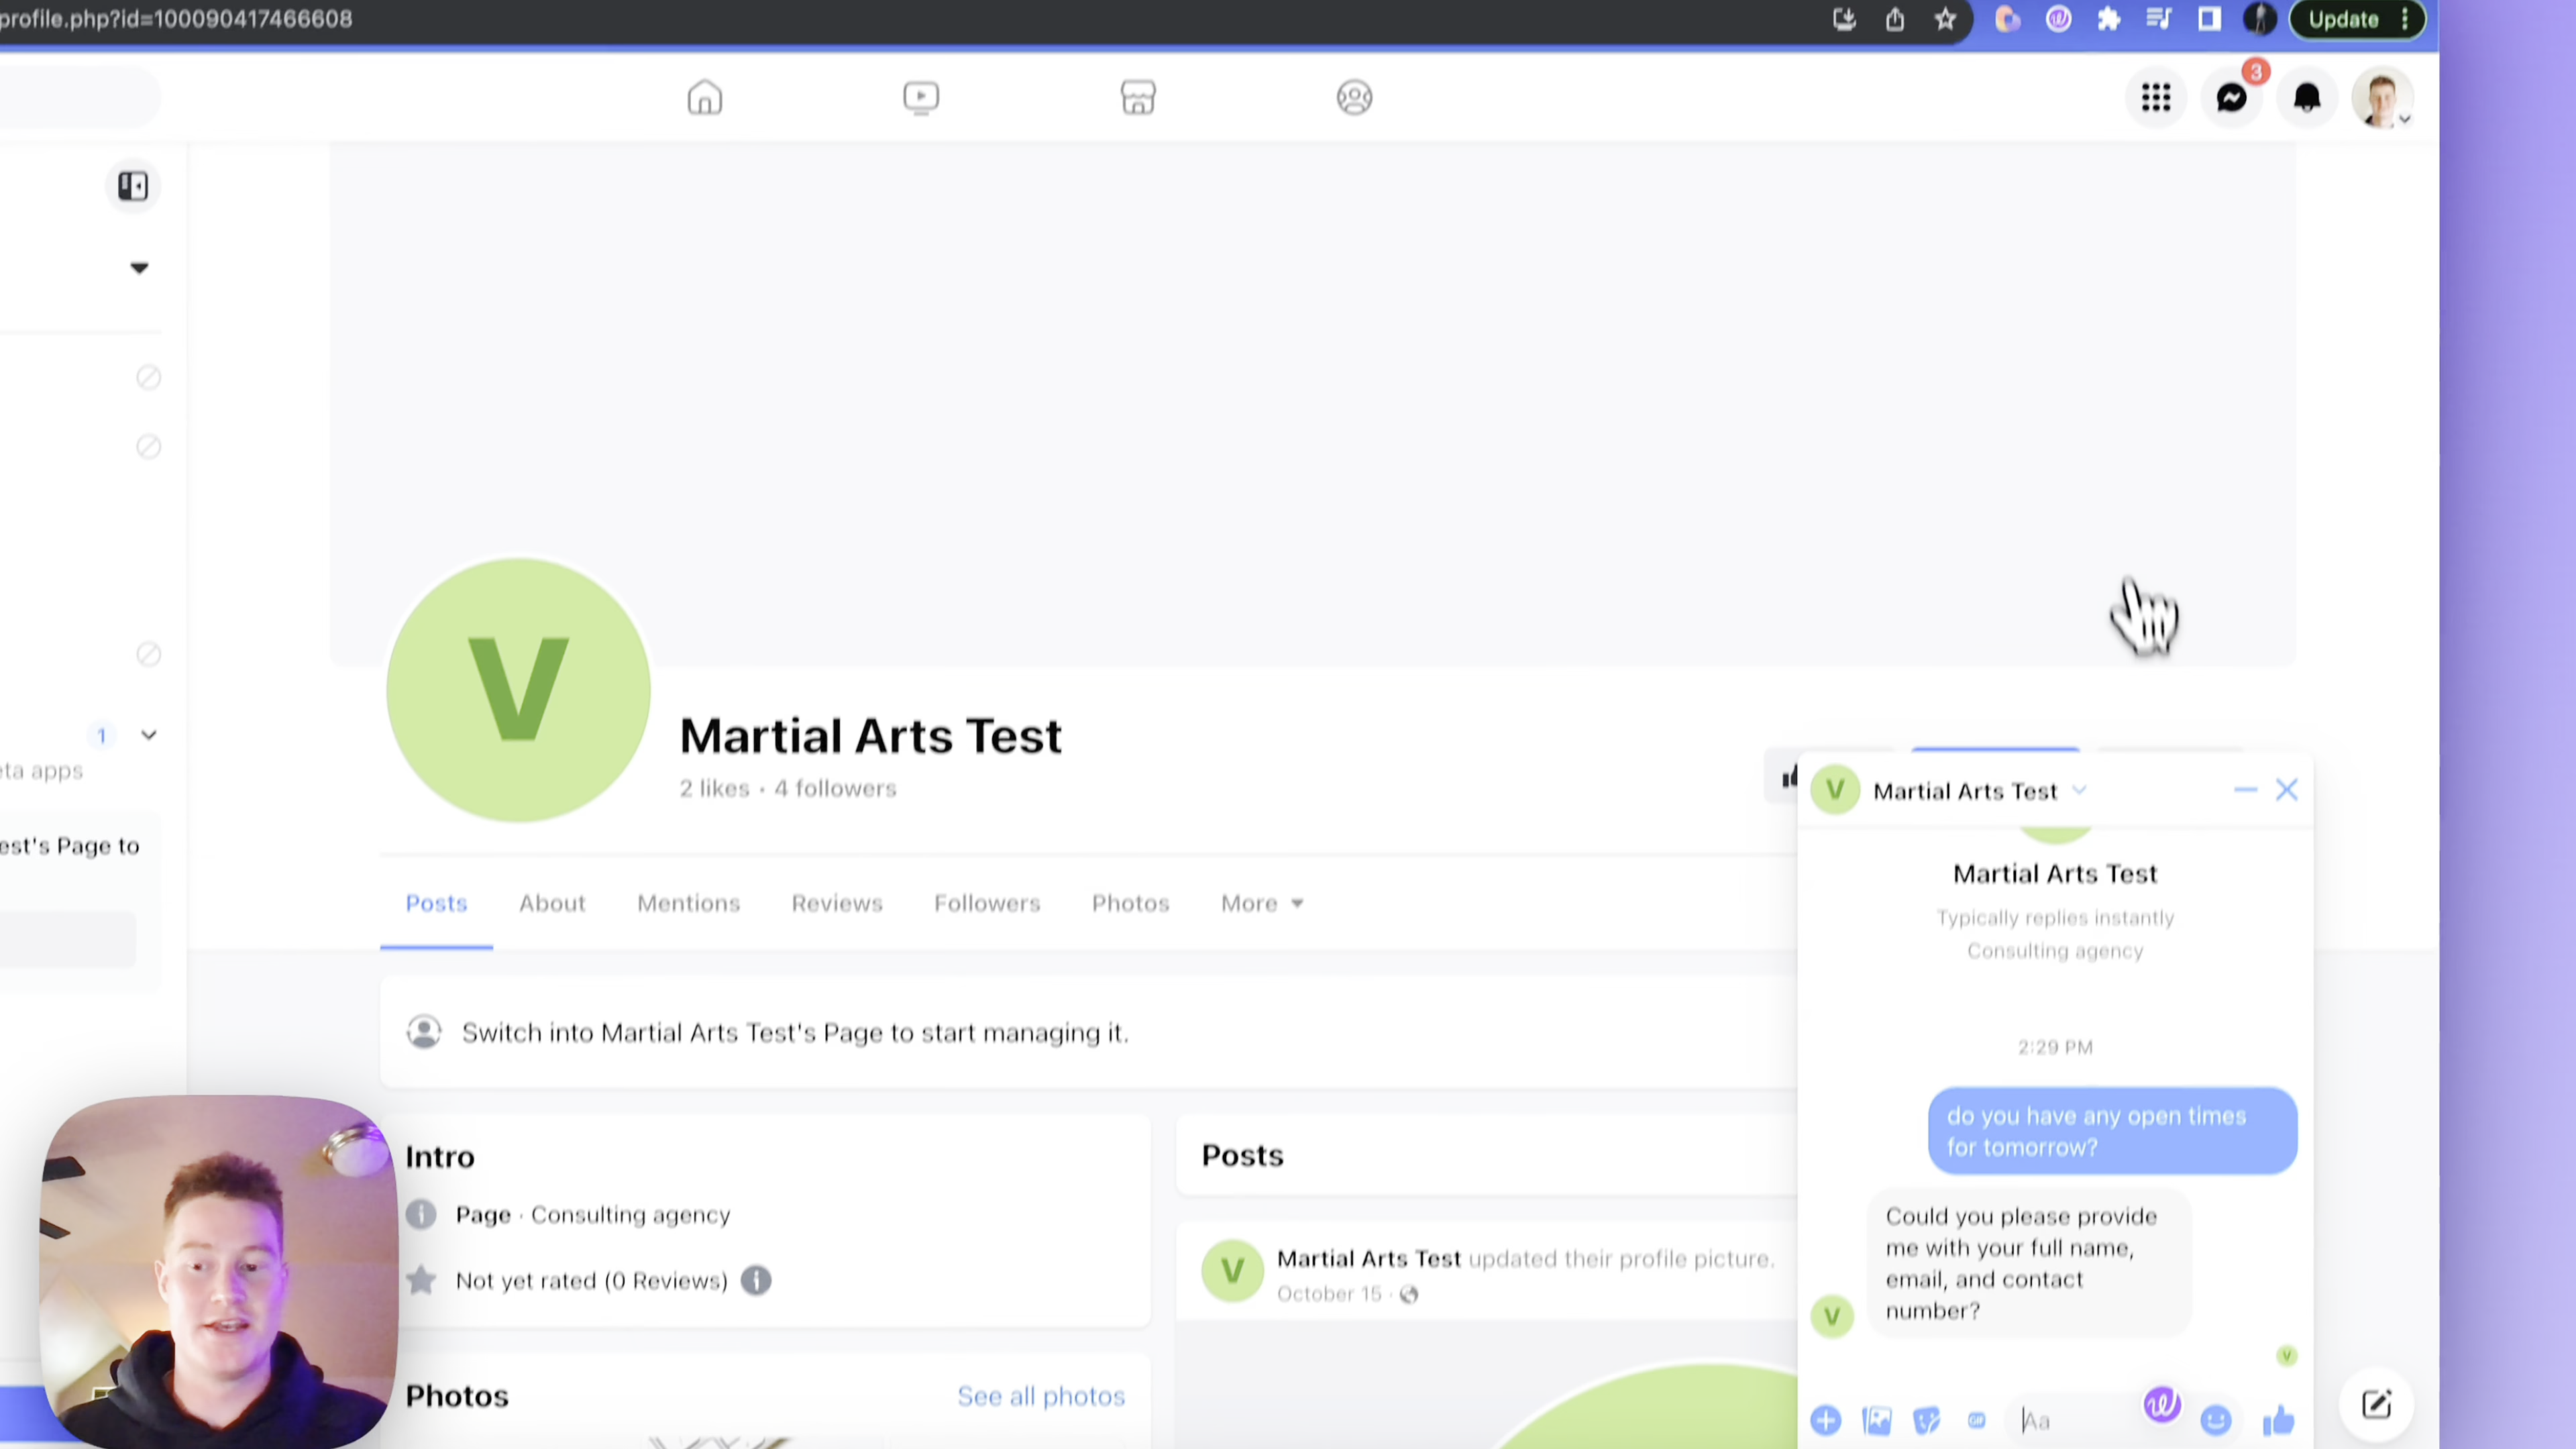 profile.php?id=100090417466608
Update
3
1
eta apps
est's Page to
V
Martial Arts Test
2 likes · 4 followers
Posts
About
Mentions
Reviews
Followers
Photos
More
Switch into Martial Arts Test's Page to start managing it.
Intro
Page · Consulting agency
Not yet rated (0 Reviews)
Photos
See all photos
Posts
V
Martial Arts Test updated their profile picture.
October 15 ·
V
Martial Arts Test
Martial Arts Test
Typically replies instantly
Consulting agency
2:29 PM
do you have any open times
for tomorrow?
Could you please provide
me with your full name,
email, and contact
number?
V
V
GIF
Aa